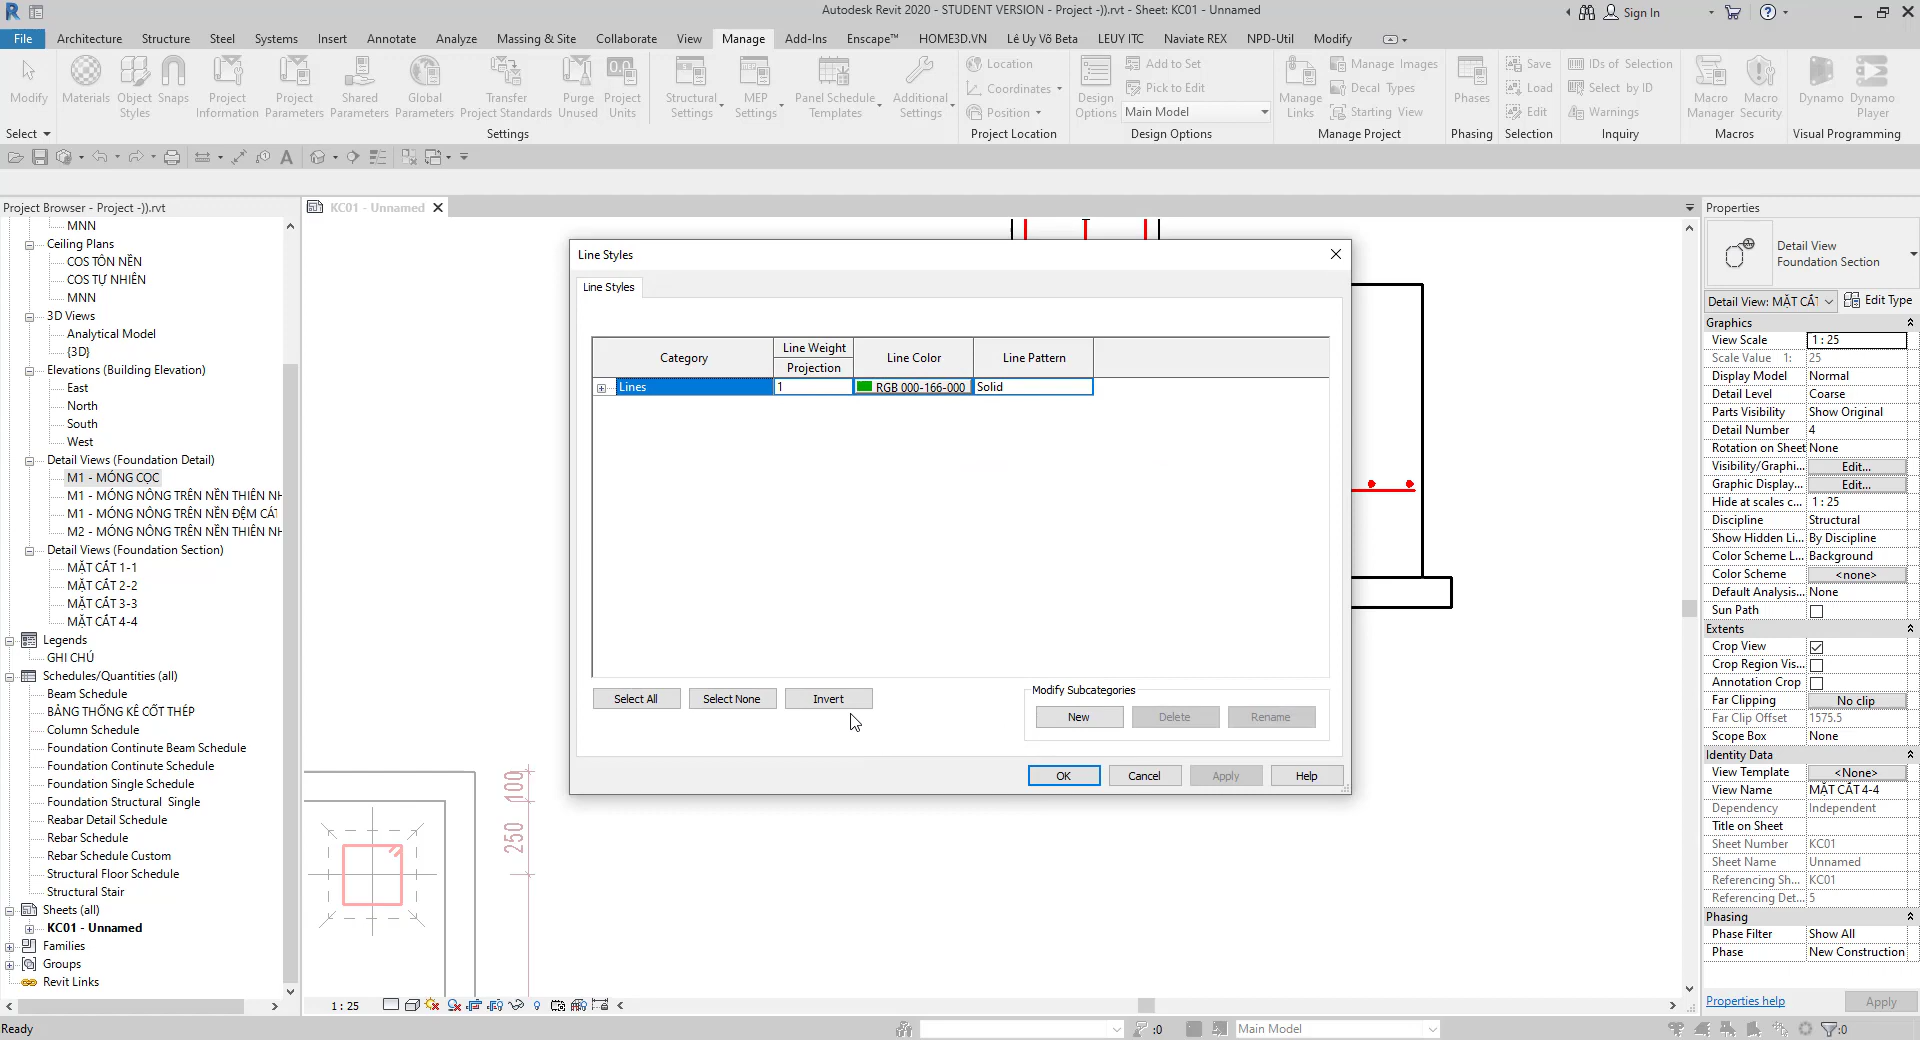 Autodesk Revit 2020 - STUDENT VERSION - Project -)).rvt - Sheet: KC01 - Unnamed
Sign In
File Architecture Structure Steel Systems Insert Annotate Analyze Massing & Site Collaborate View Manage Add-Ins Enscape™ HOME3D.VN Lê Uy Võ Beta LEUY ITC Naviate REX NPD-Util Modify
Modify
Materials
Object Styles
Snaps
Project Information
Project Parameters
Shared Parameters
Global Parameters
Transfer Project Standards
Purge Unused
Project Units
Structural Settings
MEP Settings
Panel Schedule Templates
Additional Settings
Location
Coordinates
Position
Design Options
Add to Set
Pick to Edit
Main Model
Manage Links
Manage Images
Decal Types
Starting View
Phases
Save
Load
Edit
IDs of Selection
Select by ID
Warnings
Macro Manager
Macro Security
Dynamo
Dynamo Player
Select
Settings
Project Location
Design Options
Manage Project
Phasing
Selection
Inquiry
Macros
Visual Programming
Project Browser - Project -)).rvt
MNN
Ceiling Plans
COS TÔN NỀN
COS TỰ NHIÊN
MNN
3D Views
Analytical Model
{3D}
Elevations (Building Elevation)
East
North
South
West
Detail Views (Foundation Detail)
M1 - MÓNG CỌC
M1 - MÓNG NÔNG TRÊN NỀN THIÊN NH
M1 - MÓNG NÔNG TRÊN NỀN ĐỆM CÁT
M2 - MÓNG NÔNG TRÊN NỀN THIÊN NH
Detail Views (Foundation Section)
MẶT CẮT 1-1
MẶT CẮT 2-2
MẶT CẮT 3-3
MẶT CẮT 4-4
Legends
GHI CHÚ
Schedules/Quantities (all)
Beam Schedule
BẢNG THỐNG KÊ CỐT THÉP
Column Schedule
Foundation Continute Beam Schedule
Foundation Continute Schedule
Foundation Single Schedule
Foundation Structural Single
Reabar Detail Schedule
Rebar Schedule
Rebar Schedule Custom
Structural Floor Schedule
Structural Stair
Sheets (all)
KC01 - Unnamed
Families
Groups
Revit Links
KC01 - Unnamed
100
250
Line Styles
Line Styles
Category
Line Weight
Projection
Line Color
Line Pattern
Lines 1 RGB 000-166-000 Solid
Select All Select None Invert
Modify Subcategories
New Delete Rename
OK Cancel Apply Help
Properties
Detail View
Foundation Section
Detail View: MẶT CẮT Edit Type
Graphics
View Scale 1 : 25
Scale Value 1: 25
Display Model Normal
Detail Level Coarse
Parts Visibility Show Original
Detail Number 4
Rotation on Sheet None
Visibility/Graphi... Edit...
Graphic Display... Edit...
Hide at scales c... 1 : 25
Discipline Structural
Show Hidden Li... By Discipline
Color Scheme L... Background
Color Scheme <none>
Default Analysis... None
Sun Path
Extents
Crop View
Crop Region Vis...
Annotation Crop
Far Clipping No clip
Far Clip Offset 1575.5
Scope Box None
Identity Data
View Template <None>
View Name MẶT CẮT 4-4
Dependency Independent
Title on Sheet
Sheet Number KC01
Sheet Name Unnamed
Referencing Sh... KC01
Referencing Det... 5
Phasing
Phase Filter Show All
Phase New Construction
Properties help Apply
1 : 25
Ready
:0
Main Model
:0